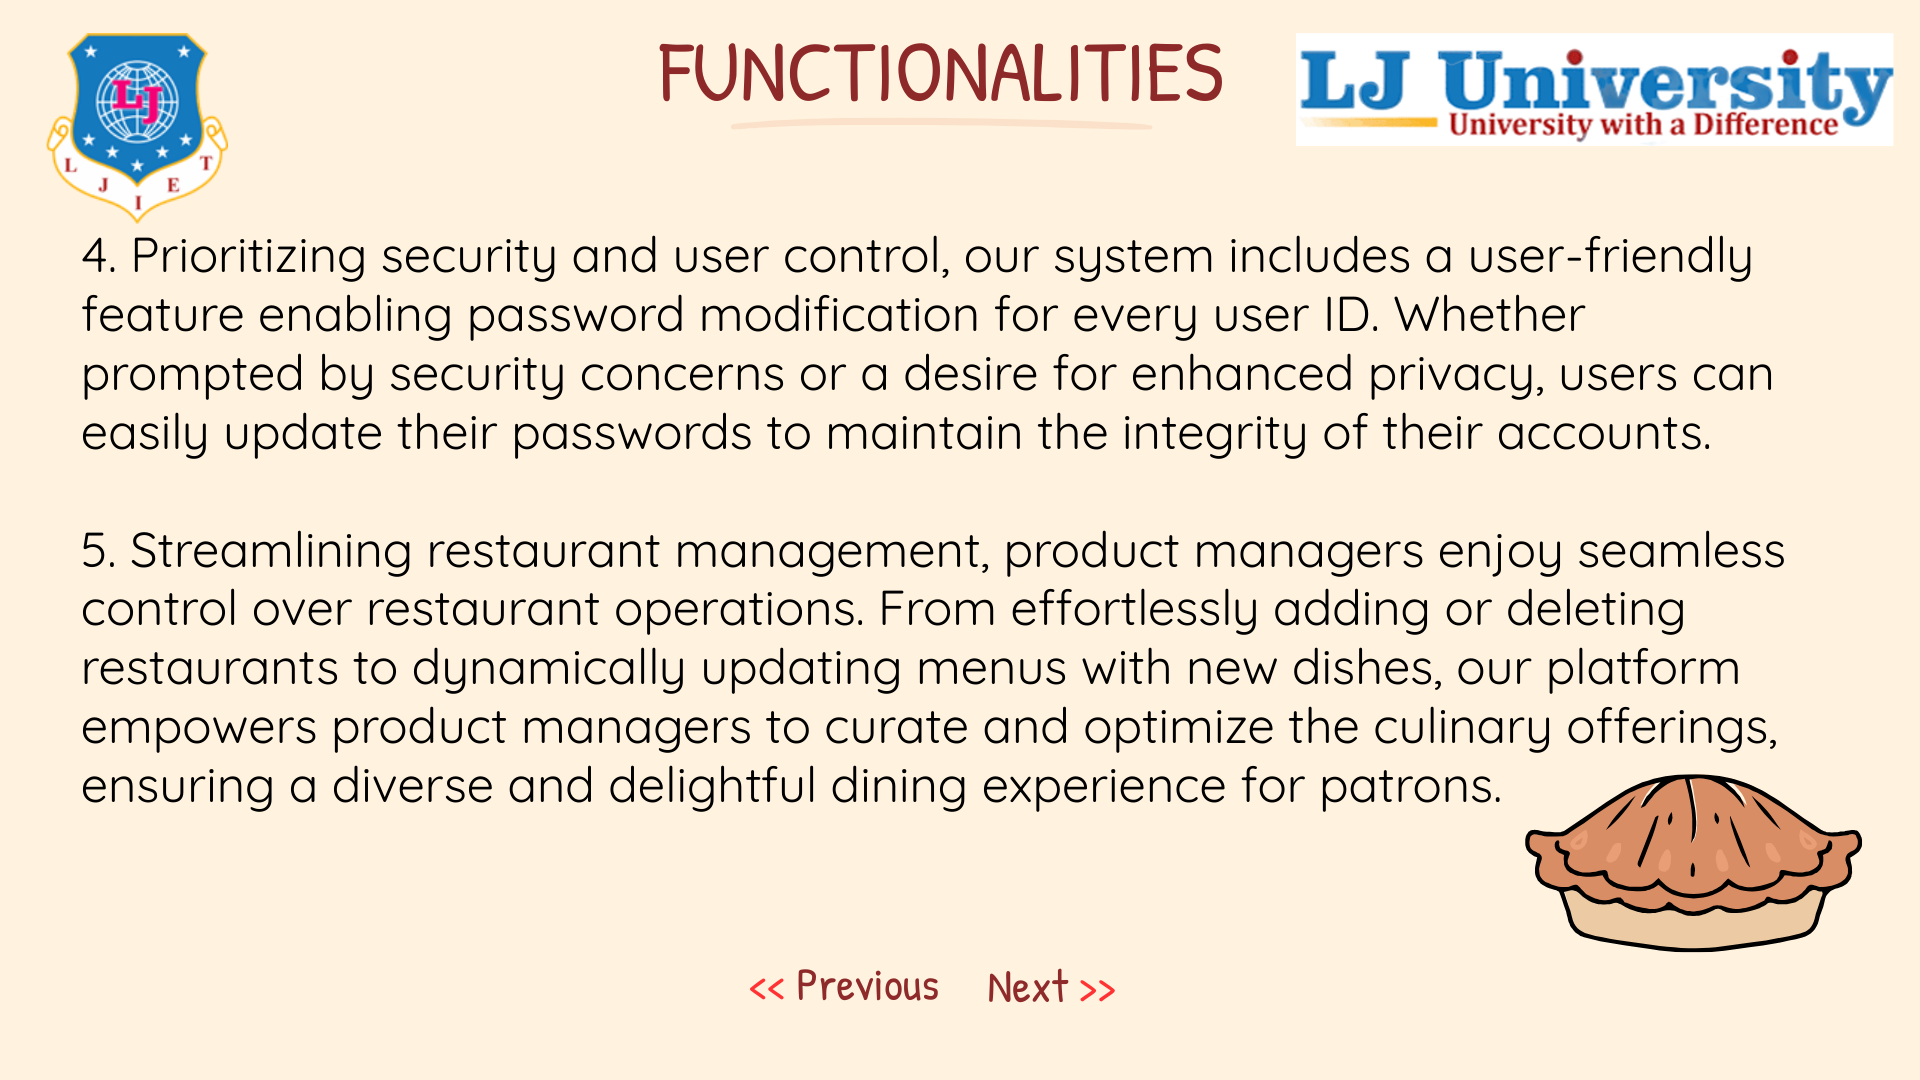 LJ
L J I E T
FUNCTIONALITIES
LJ University
University with a Difference
4. Prioritizing security and user control, our system includes a user-friendly
feature enabling password modification for every user ID. Whether
prompted by security concerns or a desire for enhanced privacy, users can
easily update their passwords to maintain the integrity of their accounts.
5. Streamlining restaurant management, product managers enjoy seamless
control over restaurant operations. From effortlessly adding or deleting
restaurants to dynamically updating menus with new dishes, our platform
empowers product managers to curate and optimize the culinary offerings,
ensuring a diverse and delightful dining experience for patrons.
<< Previous Next >>